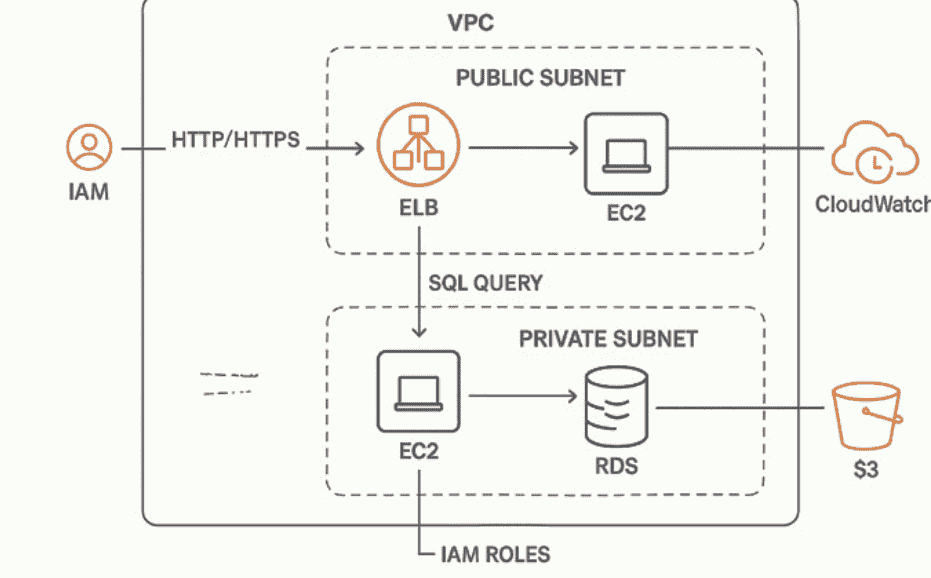 VPC
PUBLIC SUBNET
HTTP/HTTPS
IAM
ELB
EC2
CloudWatch
SQL QUERY
PRIVATE SUBNET
EC2
RDS
$3
IAM ROLES